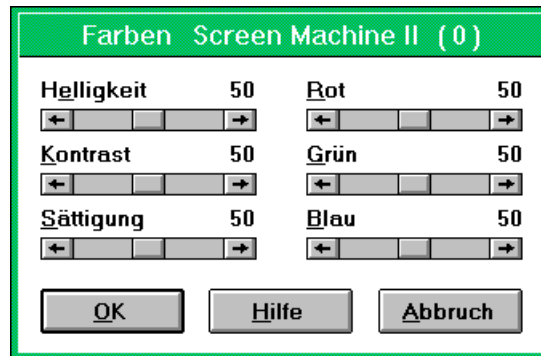 Farben Screen Machine II (0)
Helligkeit 50 Rot 50
Kontrast 50 Grün 50
Sättigung 50 Blau 50
OK Hilfe Abbruch